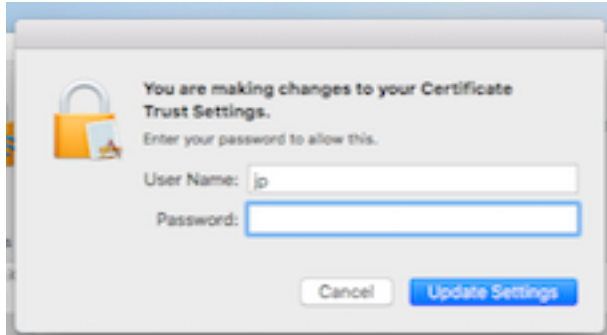 You are making changes to your Certificate
Trust Settings.
Enter your password to allow this.
User Name: jp
Password:
Cancel Update Settings